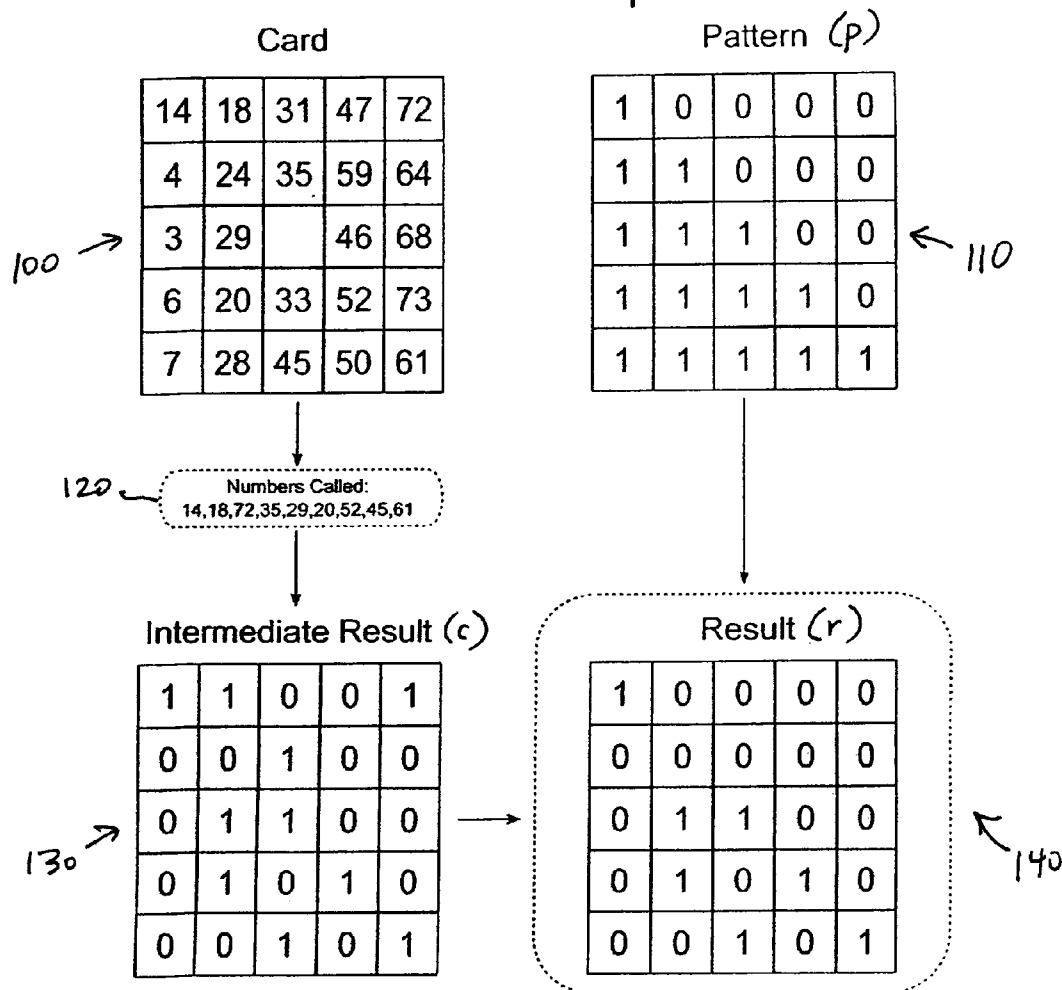 Card
14 18 31 47 72
4 24 35 59 64
3 29 46 68
6 20 33 52 73
7 28 45 50 61
100
Pattern (p)
1 0 0 0 0
1 1 0 0 0
1 1 1 0 0
1 1 1 1 0
1 1 1 1 1
110
120
Numbers Called:
14,18,72,35,29,20,52,45,61
Intermediate Result (c)
1 1 0 0 1
0 0 1 0 0
0 1 1 0 0
0 1 0 1 0
0 0 1 0 1
130
Result (r)
1 0 0 0 0
0 0 0 0 0
0 1 1 0 0
0 1 0 1 0
0 0 1 0 1
140